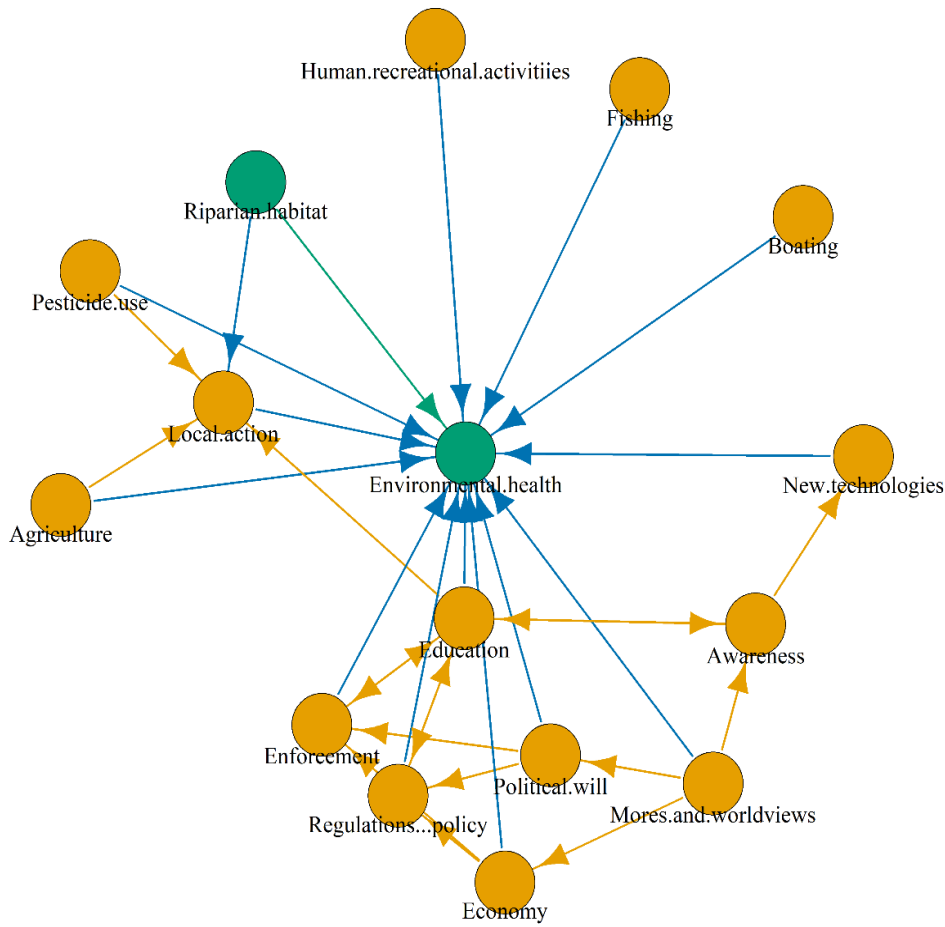 Human.recreational.activitiies
Fishing
Riparian.habitat
Boating
Pesticide.use
Local.action
Environmental.health
New.technologies
Agriculture
Education
Awareness
Enforcement
Political.will
Mores.and.worldviews
Regulations...policy
Economy